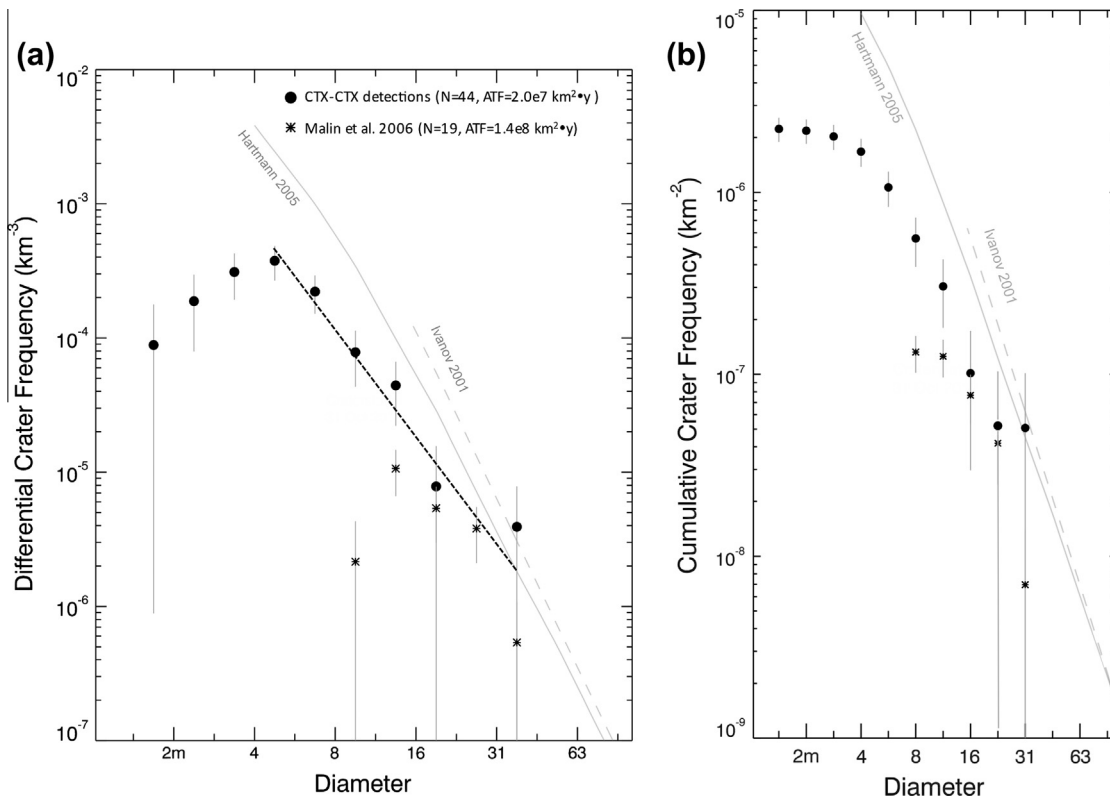 (a)
Differential Crater Frequency (km⁻³)
10⁻²
10⁻³
10⁻⁴
10⁻⁵
10⁻⁶
10⁻⁷
CTX-CTX detections (N=44, ATF=2.0e7 km²•y )
Malin et al. 2006 (N=19, ATF=1.4e8 km²•y)
Hartmann 2005
Ivanov 2001
2m 4 8 16 31 63
Diameter
(b)
Cumulative Crater Frequency (km⁻²)
10⁻⁵
10⁻⁶
10⁻⁷
10⁻⁸
10⁻⁹
Hartmann 2005
Ivanov 2001
2m 4 8 16 31 63
Diameter